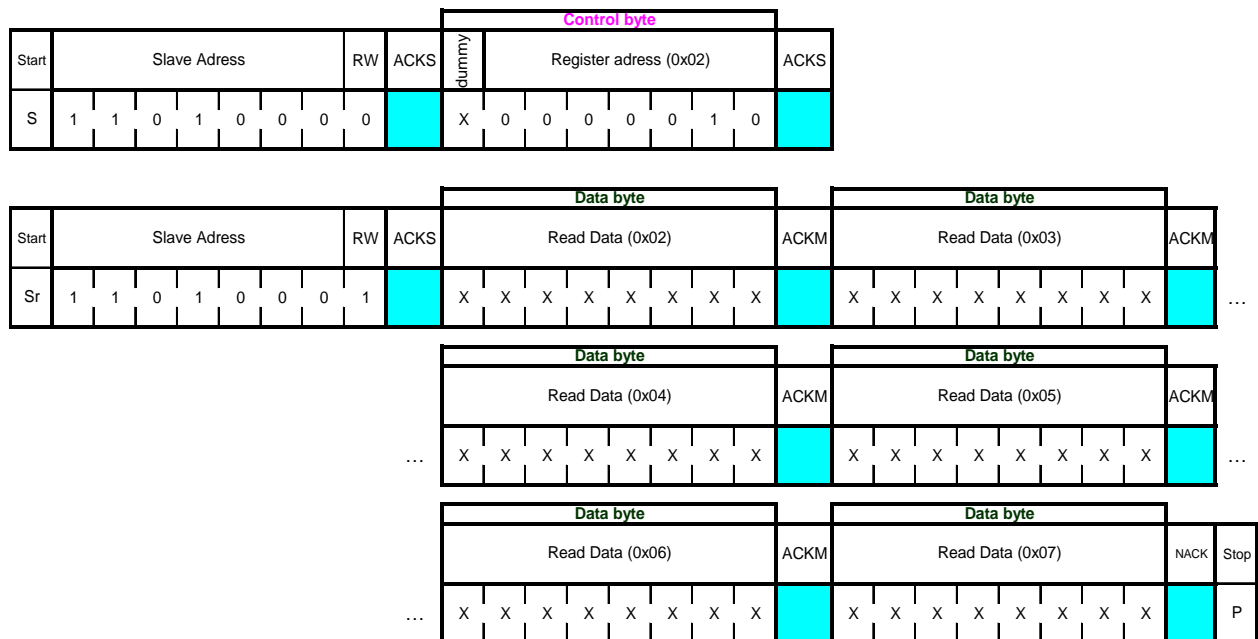 Control byte
Start Slave Adress RW ACKS dummy Register adress (0x02) ACKS
S 1 1 0 1 0 0 0 0 X 0 0 0 0 0 1 0
Data byte Data byte
Start Slave Adress RW ACKS Read Data (0x02) ACKM Read Data (0x03) ACKM
Sr 1 1 0 1 0 0 0 1 X X X X X X X X X X X X X X X X …
Data byte Data byte
Read Data (0x04) ACKM Read Data (0x05) ACKM
… X X X X X X X X X X X X X X X X …
Data byte Data byte
Read Data (0x06) ACKM Read Data (0x07) NACK Stop
… X X X X X X X X X X X X X X X X P